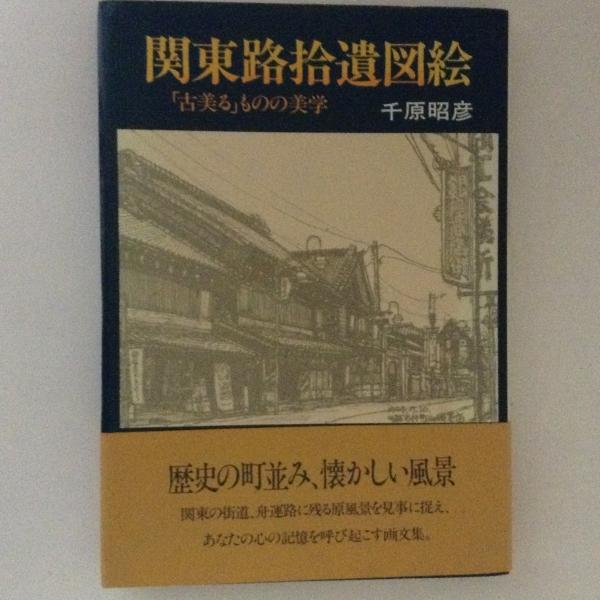 関東路拾遺図絵
「古美る」ものの美学
千原昭彦
歴史の町並み、懐かしい風景
関東の街道、舟運路に残る原風景を見事に捉え、
あなたの心の記憶を呼び起こす画文集。